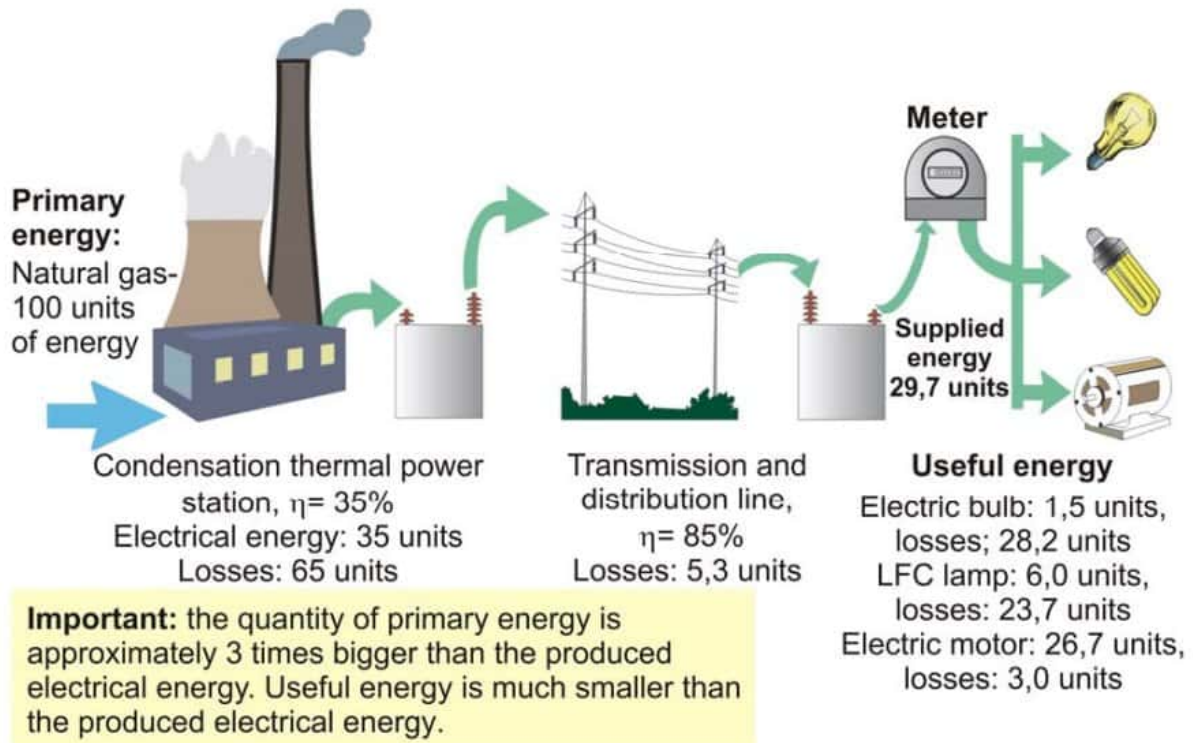 Primary
energy:
Natural gas-
100 units
of energy
Meter
Supplied
energy
29,7 units
Condensation thermal power
station, η= 35%
Electrical energy: 35 units
Losses: 65 units
Transmission and
distribution line,
η= 85%
Losses: 5,3 units
Useful energy
Electric bulb: 1,5 units,
losses; 28,2 units
LFC lamp: 6,0 units,
losses: 23,7 units
Electric motor: 26,7 units,
losses: 3,0 units
Important: the quantity of primary energy is
approximately 3 times bigger than the produced
electrical energy. Useful energy is much smaller than
the produced electrical energy.